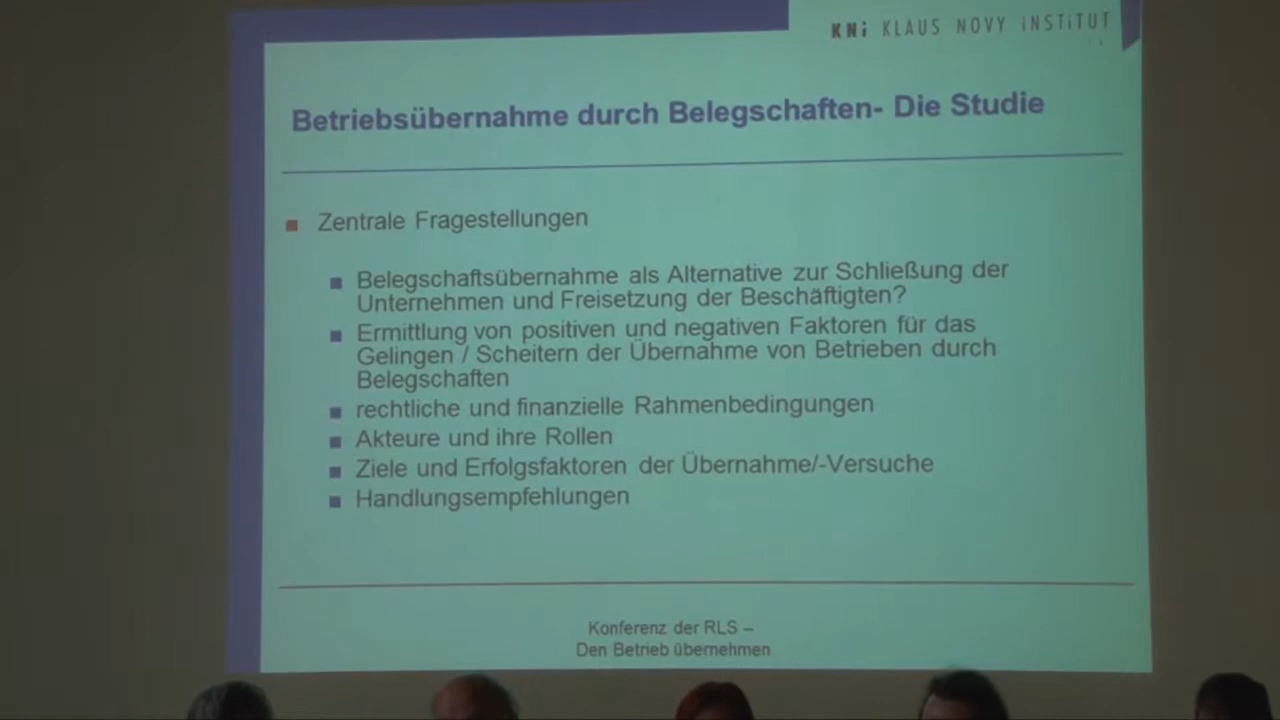 KNi KLAUS NOVY iNSTiTUT
Betriebsübernahme durch Belegschaften- Die Studie
Zentrale Fragestellungen
Belegschaftsübernahme als Alternative zur Schließung der
Unternehmen und Freisetzung der Beschäftigten?
Ermittlung von positiven und negativen Faktoren für das
Gelingen / Scheitern der Übernahme von Betrieben durch
Belegschaften
rechtliche und finanzielle Rahmenbedingungen
Akteure und ihre Rollen
Ziele und Erfolgsfaktoren der Übernahme/-Versuche
Handlungsempfehlungen
Konferenz der RLS –
Den Betrieb übernehmen